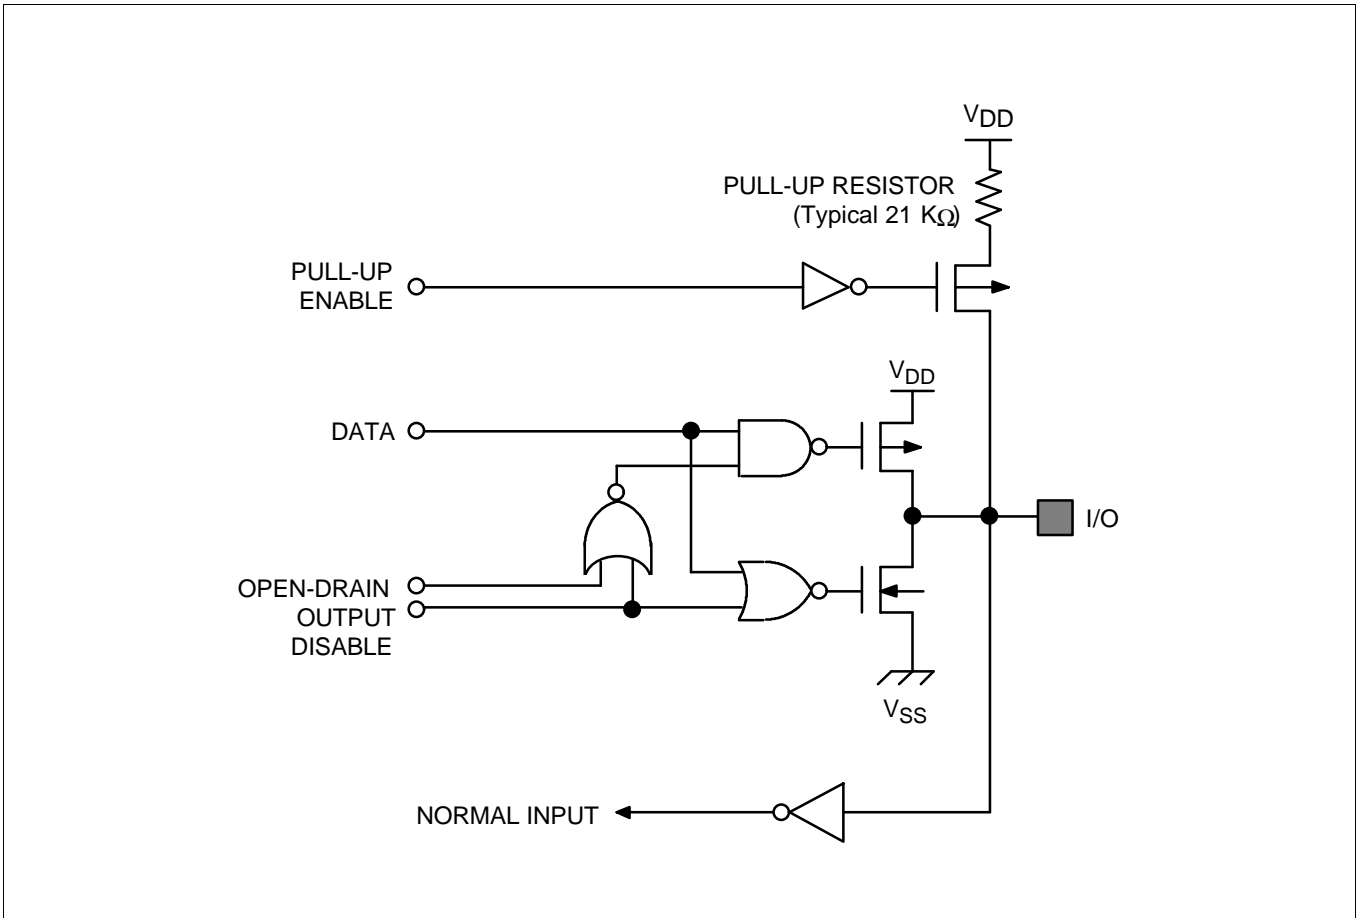 VDD
PULL-UP RESISTOR
(Typical 21 KΩ)
PULL-UP
ENABLE
VDD
DATA
I/O
OPEN-DRAIN
OUTPUT
DISABLE
VSS
NORMAL INPUT